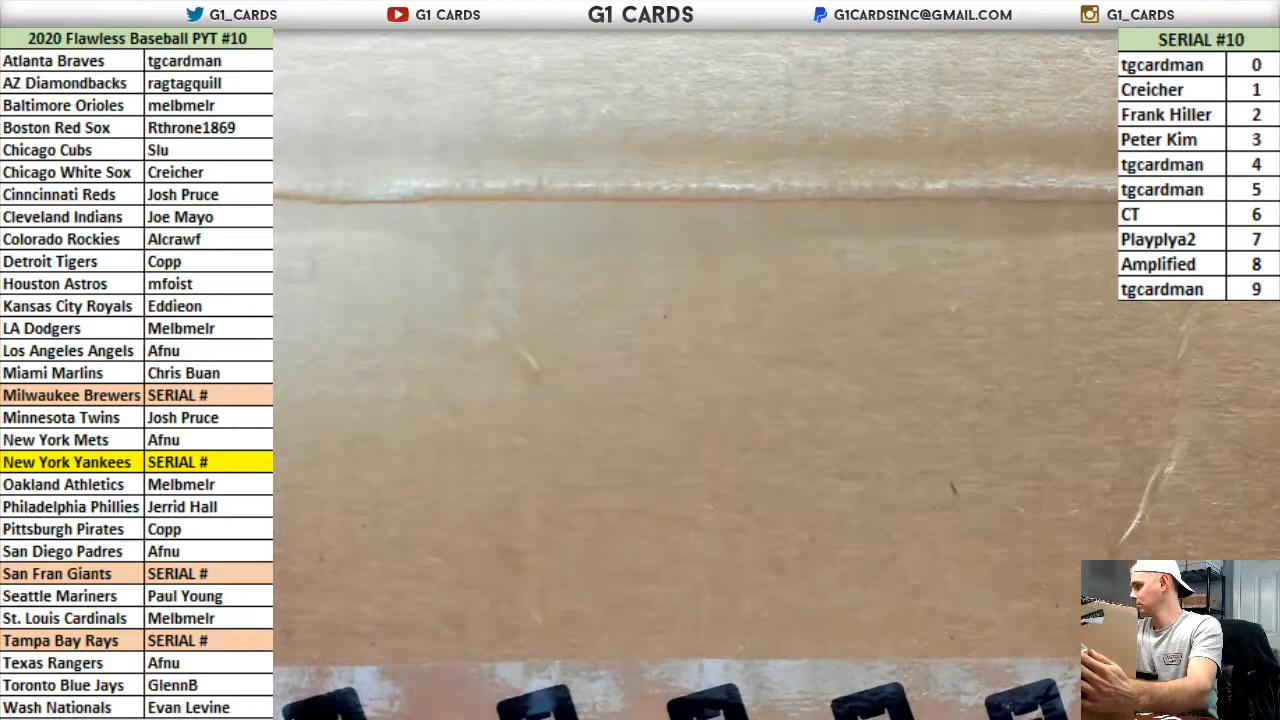 G1_CARDS G1 CARDS G1 CARDS G1CARDSINC@GMAIL.COM G1_CARDS
2020 Flawless Baseball PYT #10
Atlanta Braves tgcardman
AZ Diamondbacks ragtagquill
Baltimore Orioles melbmelr
Boston Red Sox Rthrone1869
Chicago Cubs Slu
Chicago White Sox Creicher
Cinncinnati Reds Josh Pruce
Cleveland Indians Joe Mayo
Colorado Rockies Alcrawf
Detroit Tigers Copp
Houston Astros mfoist
Kansas City Royals Eddieon
LA Dodgers Melbmelr
Los Angeles Angels Afnu
Miami Marlins Chris Buan
Milwaukee Brewers SERIAL #
Minnesota Twins Josh Pruce
New York Mets Afnu
New York Yankees SERIAL #
Oakland Athletics Melbmelr
Philadelphia Phillies Jerrid Hall
Pittsburgh Pirates Copp
San Diego Padres Afnu
San Fran Giants SERIAL #
Seattle Mariners Paul Young
St. Louis Cardinals Melbmelr
Tampa Bay Rays SERIAL #
Texas Rangers Afnu
Toronto Blue Jays GlennB
Wash Nationals Evan Levine
SERIAL #10
tgcardman 0
Creicher 1
Frank Hiller 2
Peter Kim 3
tgcardman 4
tgcardman 5
CT 6
Playplya2 7
Amplified 8
tgcardman 9